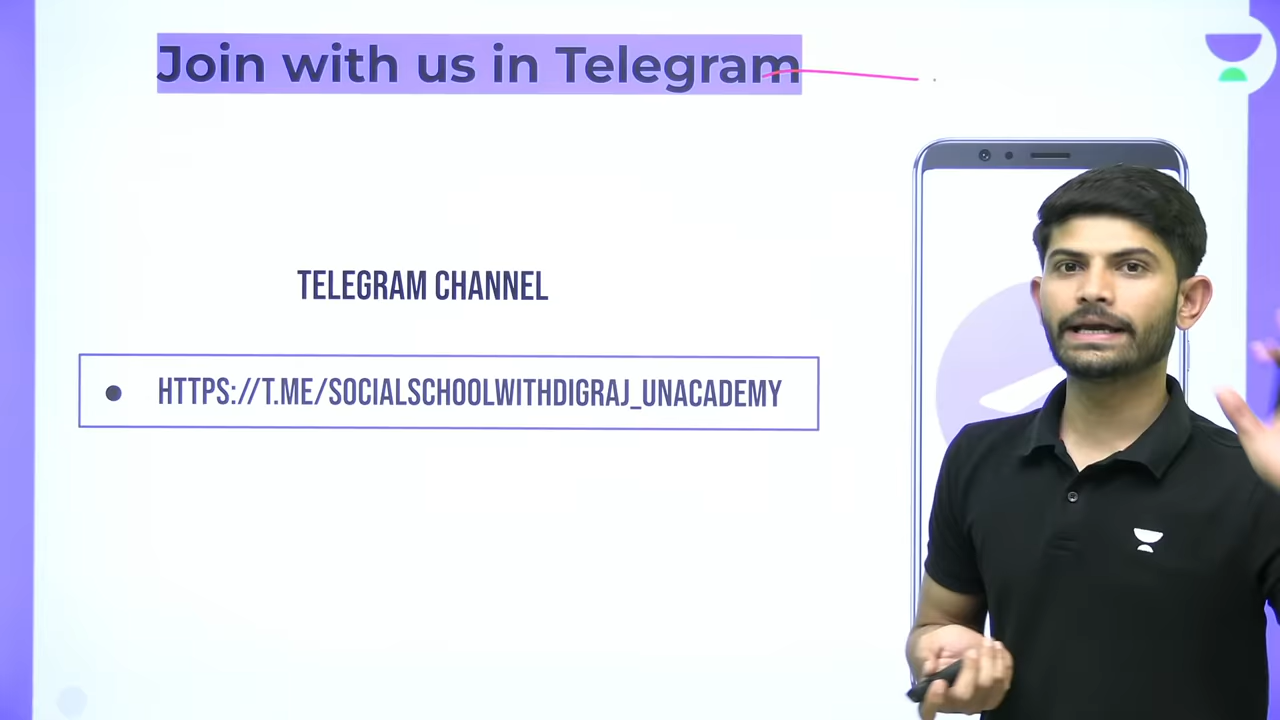 Join with us in Telegram
TELEGRAM CHANNEL
HTTPS://T.ME/SOCIALSCHOOLWITHDIGRAJ_UNACADEMY